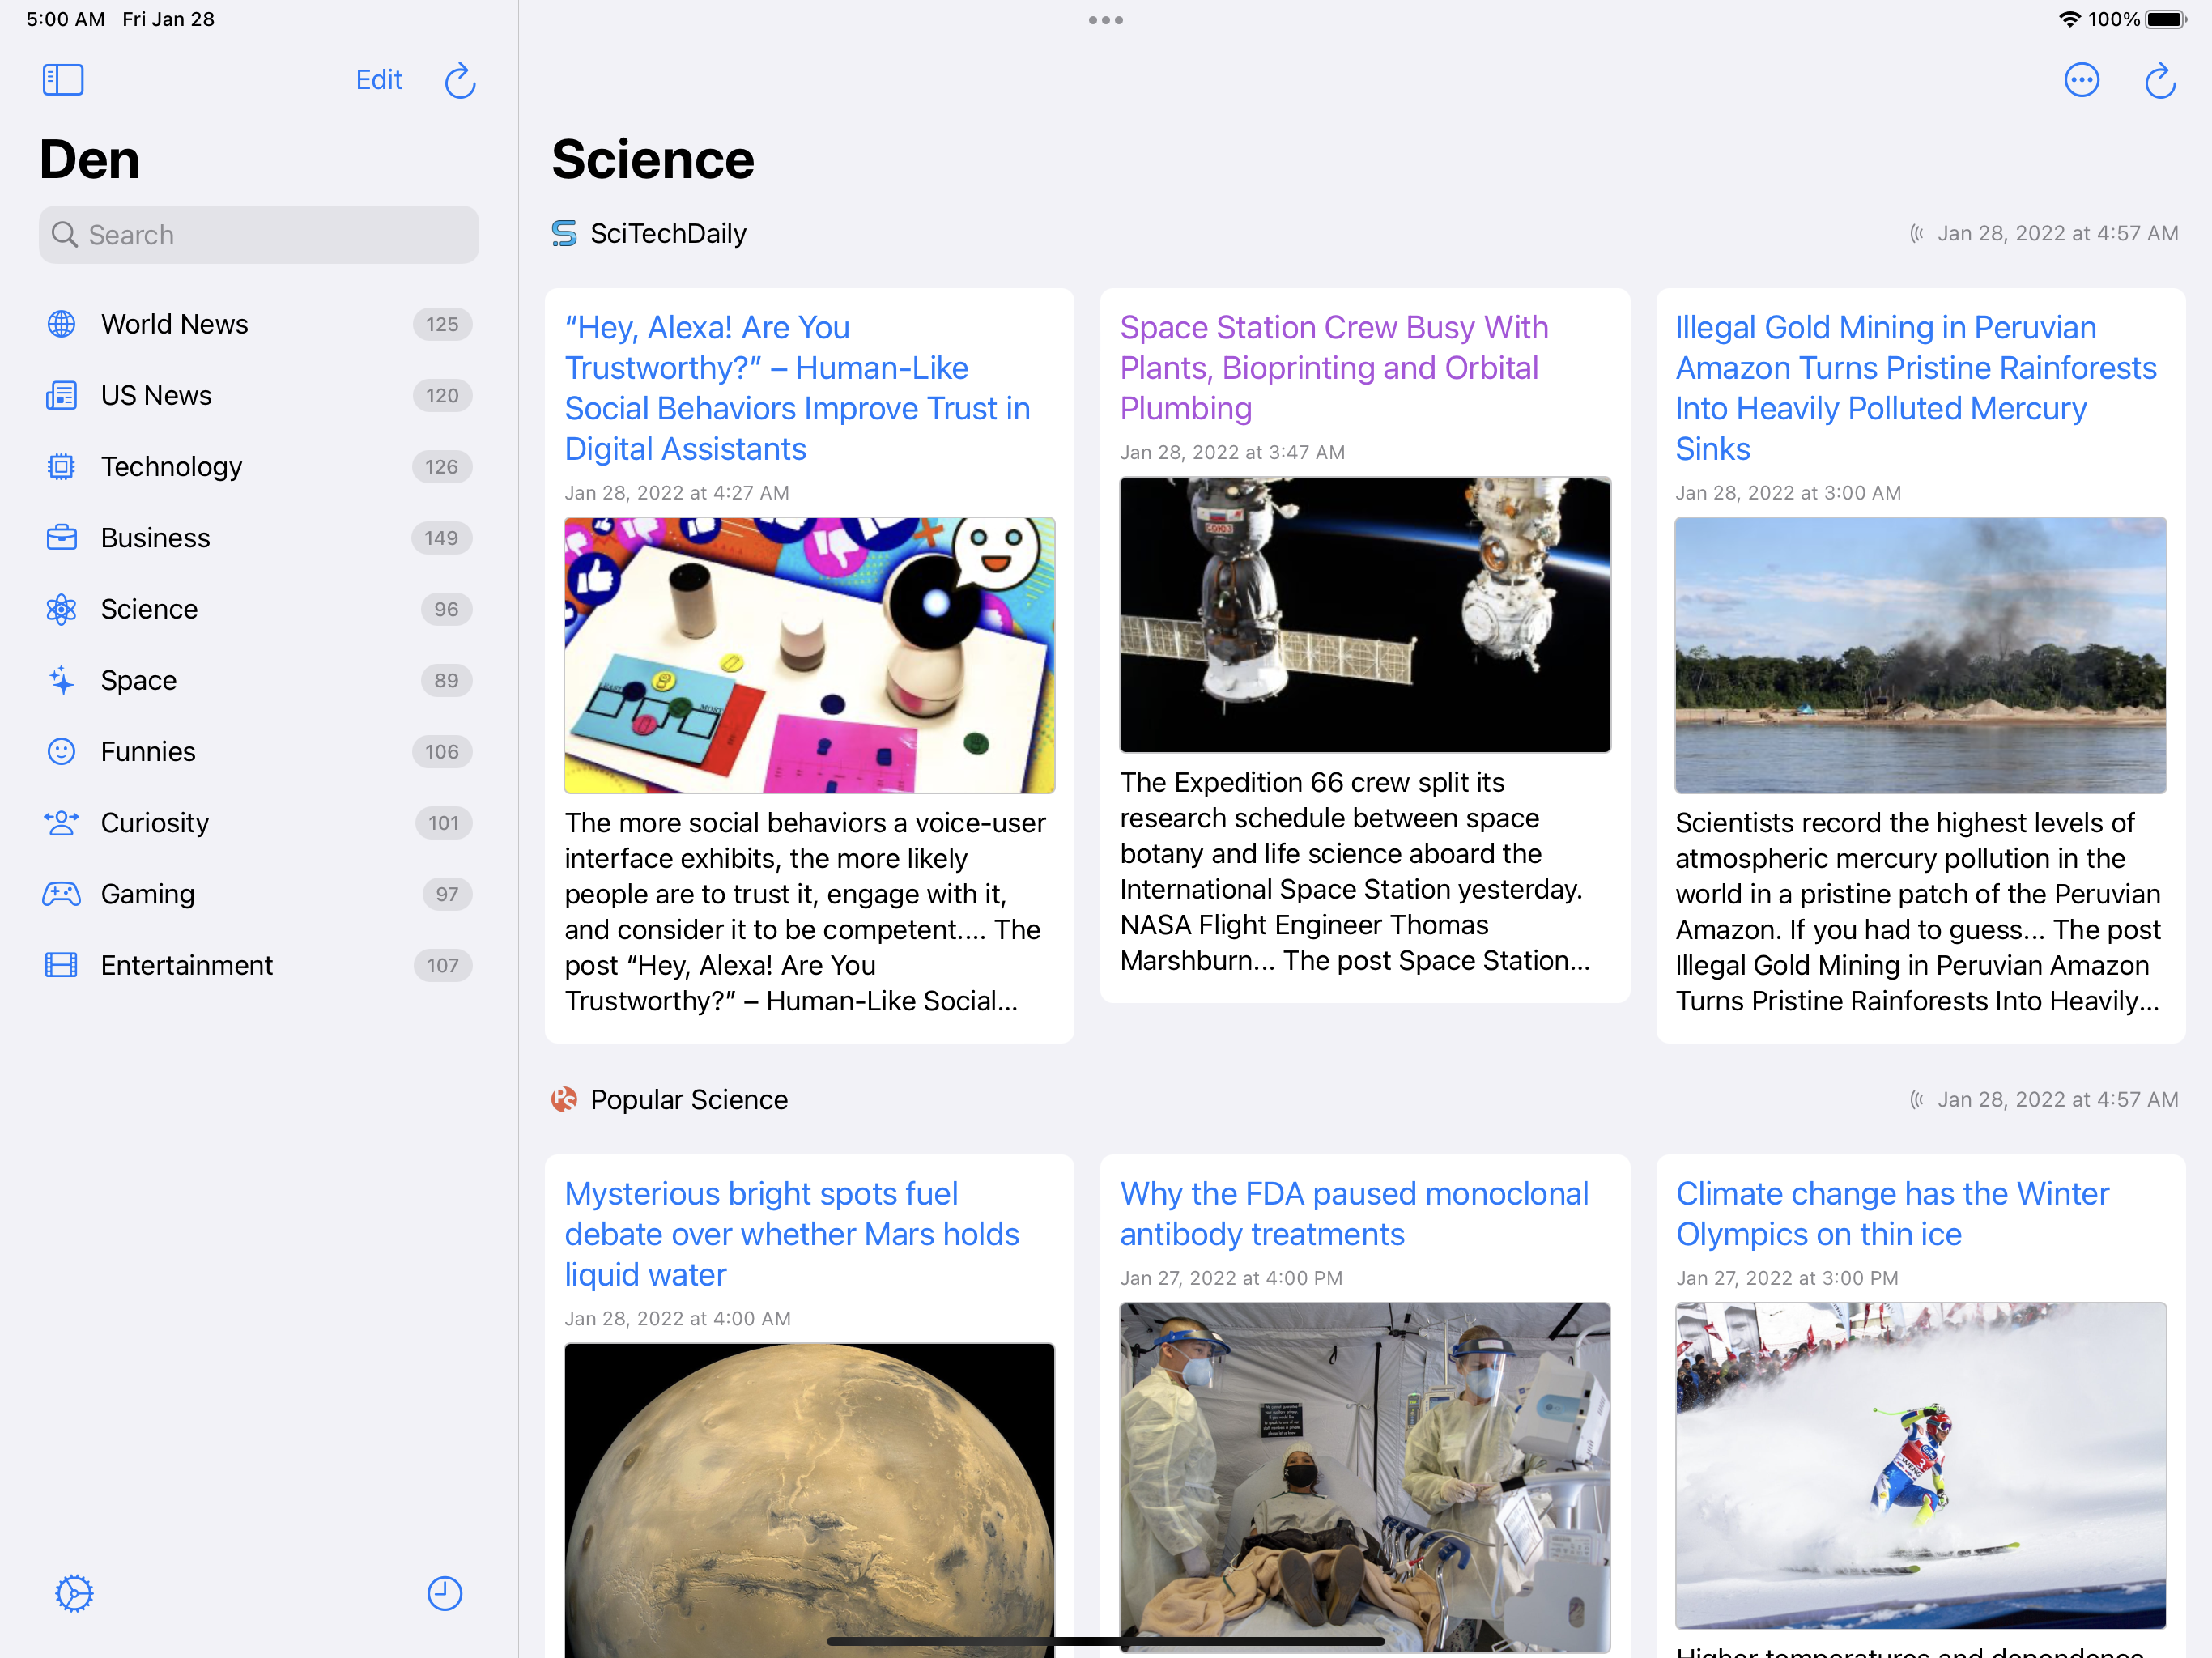 5:00 AM Fri Jan 28
100%
Edit
Den
Search
World News 125
US News 120
Technology 126
Business 149
Science 96
Space 89
Funnies 106
Curiosity 101
Gaming 97
Entertainment 107
Science
SciTechDaily
Jan 28, 2022 at 4:57 AM
“Hey, Alexa! Are You
Trustworthy?” – Human-Like
Social Behaviors Improve Trust in
Digital Assistants
Jan 28, 2022 at 4:27 AM
LEAST
MOST
The more social behaviors a voice-user
interface exhibits, the more likely
people are to trust it, engage with it,
and consider it to be competent.... The
post “Hey, Alexa! Are You
Trustworthy?” – Human-Like Social...
Space Station Crew Busy With
Plants, Bioprinting and Orbital
Plumbing
Jan 28, 2022 at 3:47 AM
СОЮЗ
The Expedition 66 crew split its
research schedule between space
botany and life science aboard the
International Space Station yesterday.
NASA Flight Engineer Thomas
Marshburn... The post Space Station...
Illegal Gold Mining in Peruvian
Amazon Turns Pristine Rainforests
Into Heavily Polluted Mercury
Sinks
Jan 28, 2022 at 3:00 AM
Scientists record the highest levels of
atmospheric mercury pollution in the
world in a pristine patch of the Peruvian
Amazon. If you had to guess... The post
Illegal Gold Mining in Peruvian Amazon
Turns Pristine Rainforests Into Heavily...
PS
Popular Science
Jan 28, 2022 at 4:57 AM
Mysterious bright spots fuel
debate over whether Mars holds
liquid water
Jan 28, 2022 at 4:00 AM
Why the FDA paused monoclonal
antibody treatments
Jan 27, 2022 at 4:00 PM
Climate change has the Winter
Olympics on thin ice
Jan 27, 2022 at 3:00 PM
3
Higher temperatures and dependence